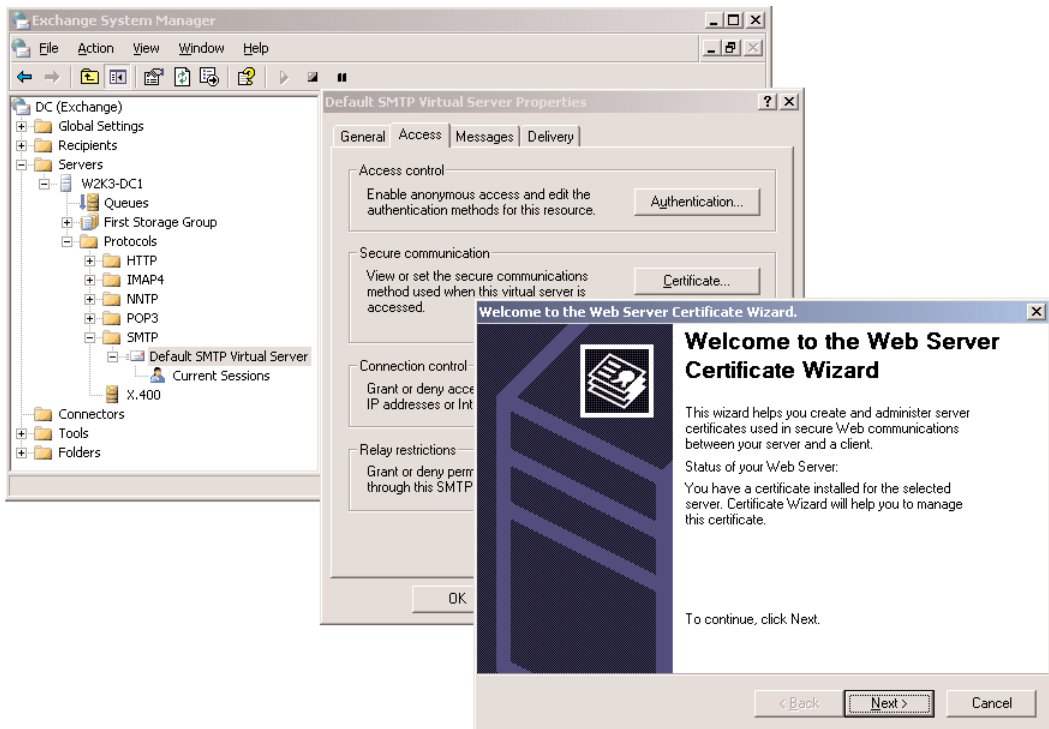 Exchange System Manager
File Action View Window Help
DC (Exchange)
Global Settings
Recipients
Servers
W2K3-DC1
Queues
First Storage Group
Protocols
HTTP
IMAP4
NNTP
POP3
SMTP
Default SMTP Virtual Server
Current Sessions
X.400
Connectors
Tools
Folders
Default SMTP Virtual Server Properties
General Access Messages Delivery
Access control
Enable anonymous access and edit the
authentication methods for this resource.
Authentication...
Secure communication
View or set the secure communications
method used when this virtual server is
accessed.
Certificate...
Connection control
Grant or deny acce
IP addresses or Int
Relay restrictions
Grant or deny perm
through this SMTP
OK
Welcome to the Web Server Certificate Wizard.
Welcome to the Web Server
Certificate Wizard
This wizard helps you create and administer server
certificates used in secure Web communications
between your server and a client.
Status of your Web Server:
You have a certificate installed for the selected
server. Certificate Wizard will help you to manage
this certificate.
To continue, click Next.
< Back Next > Cancel